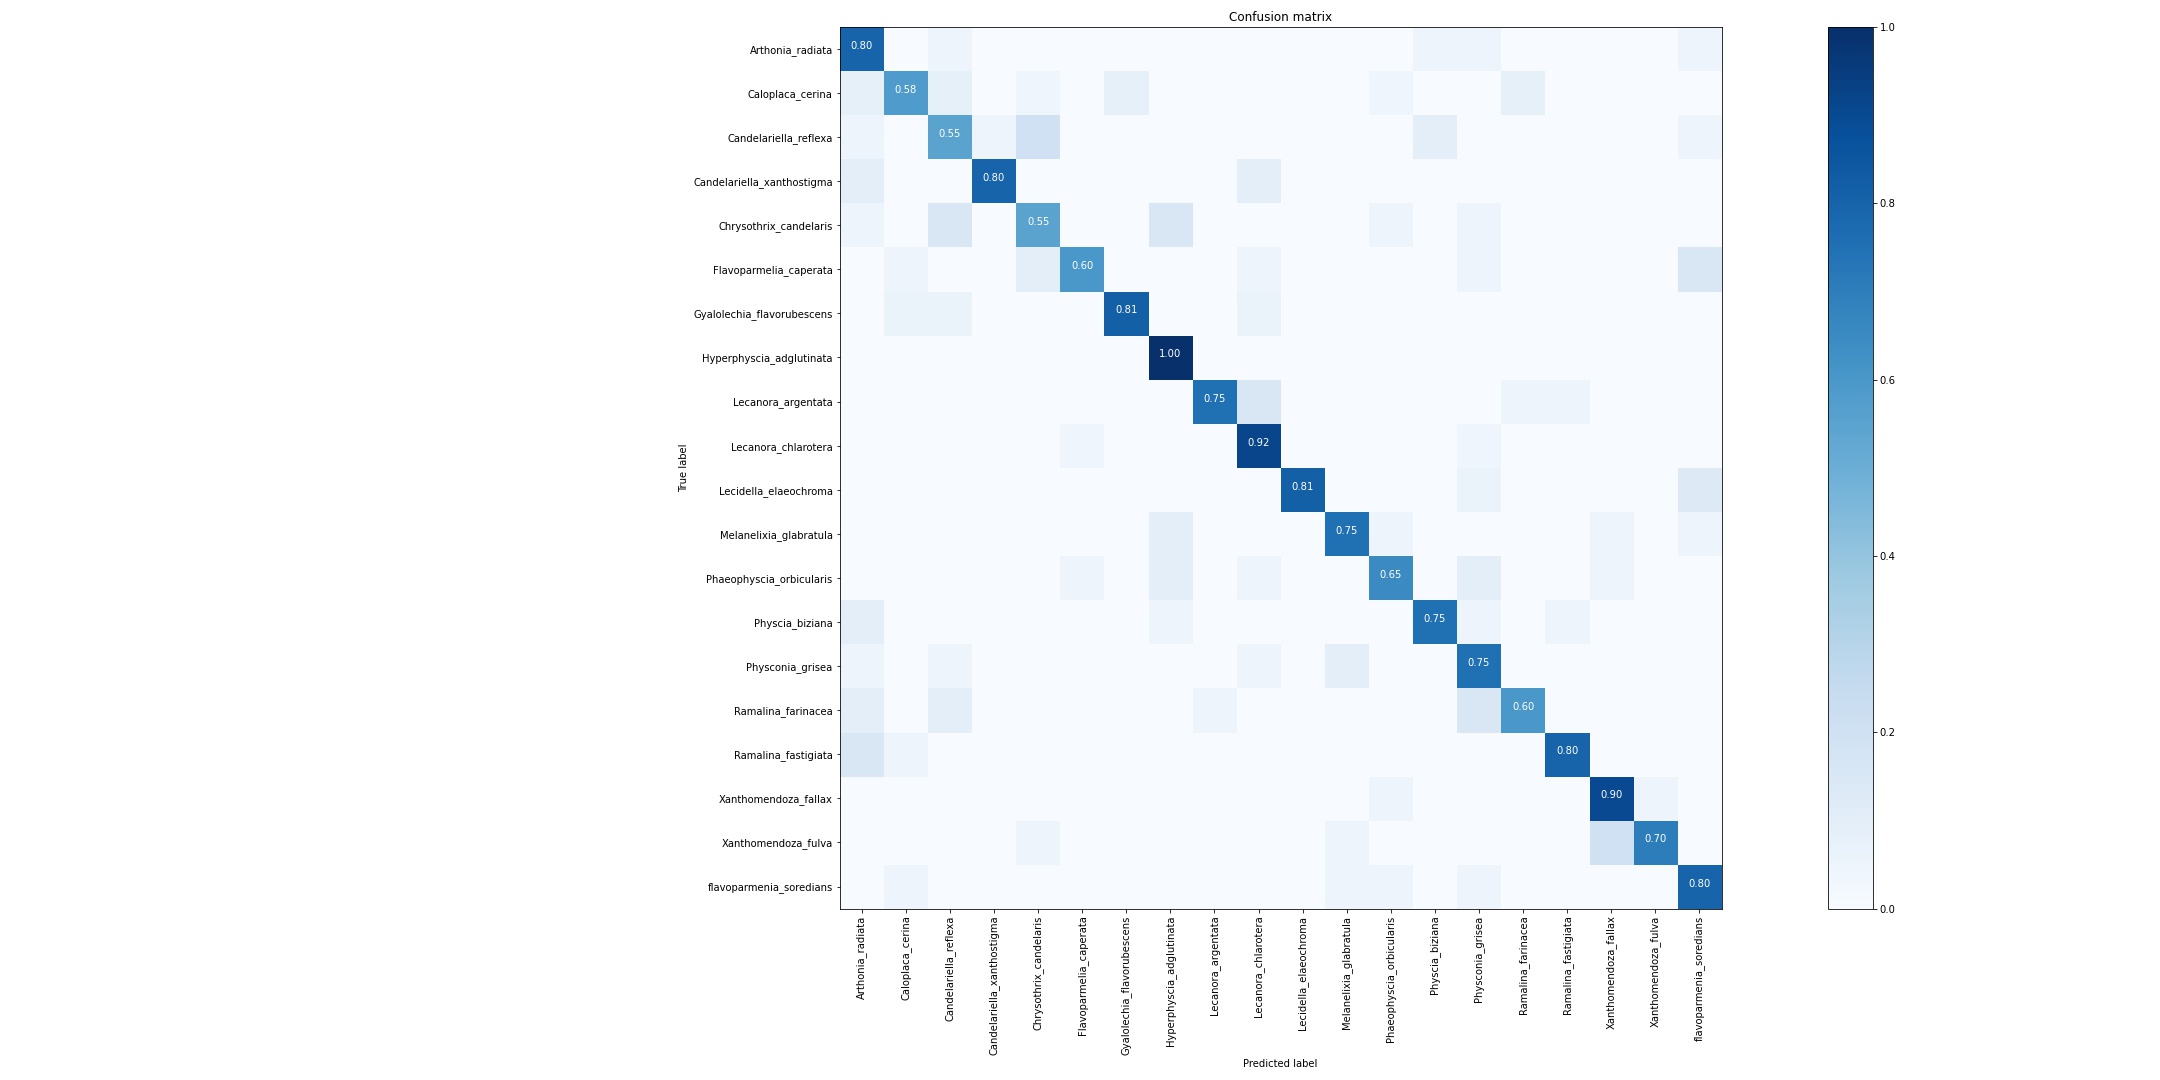 Confusion matrix
Arthonia_radiata 0.80
Caloplaca_cerina 0.58
Candelariella_reflexa 0.55
Candelariella_xanthostigma 0.80
Chrysothrix_candelaris 0.55
Flavoparmelia_caperata 0.60
Gyalolechia_flavorubescens 0.81
Hyperphyscia_adglutinata 1.00
Lecanora_argentata 0.75
Lecanora_chlarotera 0.92
Lecidella_elaeochroma 0.81
Melanelixia_glabratula 0.75
Phaeophyscia_orbicularis 0.65
Physcia_biziana 0.75
Physconia_grisea 0.75
Ramalina_farinacea 0.60
Ramalina_fastigiata 0.80
Xanthomendoza_fallax 0.90
Xanthomendoza_fulva 0.70
flavoparmenia_soredians 0.80
True label
Arthonia_radiata
Caloplaca_cerina
Candelariella_reflexa
Candelariella_xanthostigma
Chrysothrix_candelaris
Flavoparmelia_caperata
Gyalolechia_flavorubescens
Hyperphyscia_adglutinata
Lecanora_argentata
Lecanora_chlarotera
Lecidella_elaeochroma
Melanelixia_glabratula
Phaeophyscia_orbicularis
Physcia_biziana
Physconia_grisea
Ramalina_farinacea
Ramalina_fastigiata
Xanthomendoza_fallax
Xanthomendoza_fulva
flavoparmenia_soredians
Predicted label
1.0
0.8
0.6
0.4
0.2
0.0